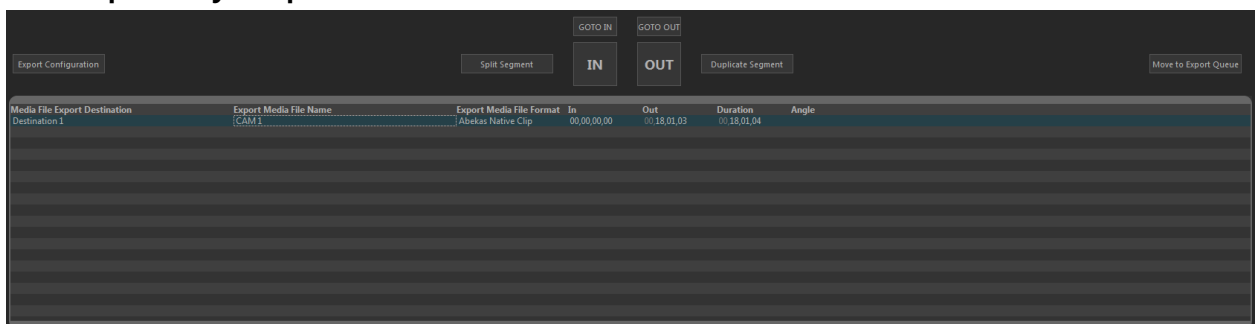 GOTO IN GOTO OUT
Export Configuration Split Segment IN OUT Duplicate Segment Move to Export Queue
Media File Export Destination Export Media File Name Export Media File Format In Out Duration Angle
Destination 1 CAM 1 Abekas Native Clip 00,00,00,00 00,18,01,03 00,18,01,04